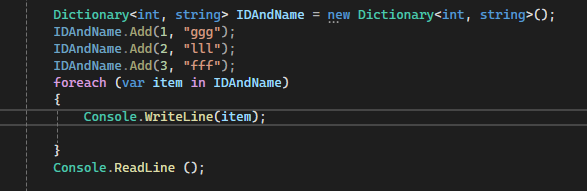 Dictionary<int, string> IDAndName = new Dictionary<int, string>();
IDAndName.Add(1, "ggg");
IDAndName.Add(2, "lll");
IDAndName.Add(3, "fff");
foreach (var item in IDAndName)
{
Console.WriteLine(item);
}
Console.ReadLine ();